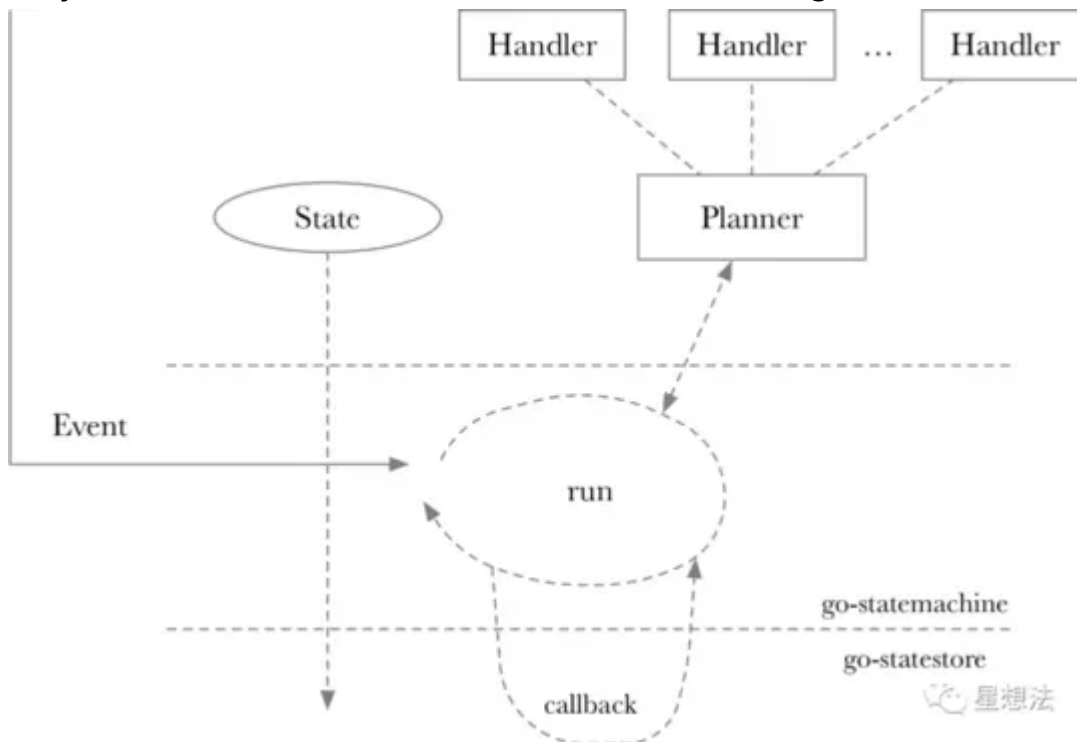 Handler Handler ... Handler
State
Planner
Event
run
go-statemachine
go-statestore
callback
星想法